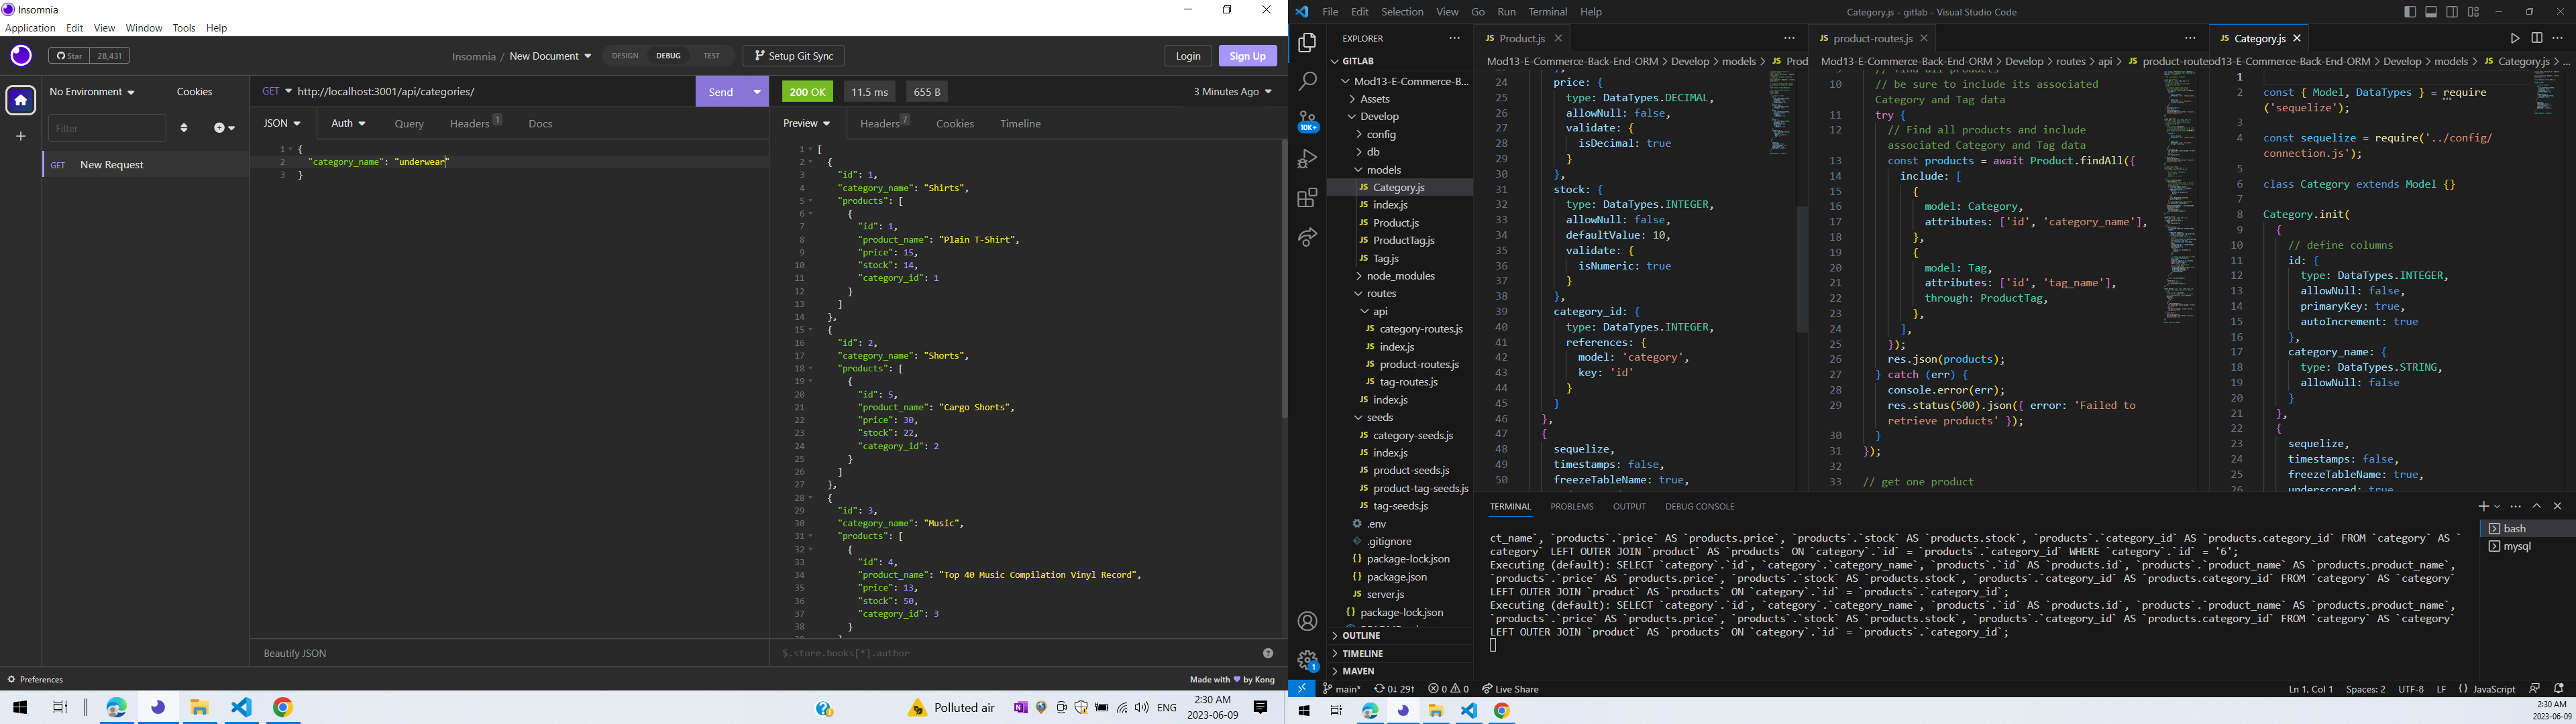 Insomnia
Application Edit View Window Tools Help
Star 28,431
Insomnia / New Document
DESIGN DEBUG TEST
Setup Git Sync
Login Sign Up
No Environment Cookies
Filter
GET New Request
GET http://localhost:3001/api/categories/
Send
JSON Auth Query Headers 1 Docs
1 {
2 "category_name": "underwear"
3 }
Beautify JSON
200 OK 11.5 ms 655 B 3 Minutes Ago
Preview Headers 7 Cookies Timeline
1 [
2 {
3 "id": 1,
4 "category_name": "Shirts",
5 "products": [
6 {
7 "id": 1,
8 "product_name": "Plain T-Shirt",
9 "price": 15,
10 "stock": 14,
11 "category_id": 1
12 }
13 ]
14 },
15 {
16 "id": 2,
17 "category_name": "Shorts",
18 "products": [
19 {
20 "id": 5,
21 "product_name": "Cargo Shorts",
22 "price": 30,
23 "stock": 22,
24 "category_id": 2
25 }
26 ]
27 },
28 {
29 "id": 3,
30 "category_name": "Music",
31 "products": [
32 {
33 "id": 4,
34 "product_name": "Top 40 Music Compilation Vinyl Record",
35 "price": 13,
36 "stock": 50,
37 "category_id": 3
38 }
$.store.books[*].author
Preferences
Made with by Kong
Polluted air
ENG
2:30 AM
2023-06-09
File Edit Selection View Go Run Terminal Help
Category.js - gitlab - Visual Studio Code
10K+
1
EXPLORER
GITLAB
Mod13-E-Commerce-B...
Assets
Develop
config
db
models
JS Category.js
JS index.js
JS Product.js
JS ProductTag.js
JS Tag.js
node_modules
routes
api
JS category-routes.js
JS index.js
JS product-routes.js
JS tag-routes.js
JS index.js
seeds
JS category-seeds.js
JS index.js
JS product-seeds.js
JS product-tag-seeds.js
JS tag-seeds.js
.env
.gitignore
{} package-lock.json
{} package.json
JS server.js
{} package-lock.json
OUTLINE
TIMELINE
MAVEN
JS Product.js
Mod13-E-Commerce-Back-End-ORM > Develop > models > JS Prod
24 price: {
25 type: DataTypes.DECIMAL,
26 allowNull: false,
27 validate: {
28 isDecimal: true
29 }
30 },
31 stock: {
32 type: DataTypes.INTEGER,
33 allowNull: false,
34 defaultValue: 10,
35 validate: {
36 isNumeric: true
37 }
38 },
39 category_id: {
40 type: DataTypes.INTEGER,
41 references: {
42 model: 'category',
43 key: 'id'
44 }
45 }
46 },
47 {
48 sequelize,
49 timestamps: false,
50 freezeTableName: true,
JS product-routes.js
Mod13-E-Commerce-Back-End-ORM > Develop > routes > api > JS product-routes
9 // find all products
10 // be sure to include its associated
Category and Tag data
11 try {
12 // Find all products and include
associated Category and Tag data
13 const products = await Product.findAll({
14 include: [
15 {
16 model: Category,
17 attributes: ['id', 'category_name'],
18 },
19 {
20 model: Tag,
21 attributes: ['id', 'tag_name'],
22 through: ProductTag,
23 },
24 ],
25 });
26 res.json(products);
27 } catch (err) {
28 console.error(err);
29 res.status(500).json({ error: 'Failed to
retrieve products' });
30 }
31 });
32
33 // get one product
JS Category.js
od13-E-Commerce-Back-End-ORM > Develop > models > JS Category.js > ...
1
2 const { Model, DataTypes } = require
('sequelize');
3
4 const sequelize = require('../config/
connection.js');
5
6 class Category extends Model {}
7
8 Category.init(
9 {
10 // define columns
11 id: {
12 type: DataTypes.INTEGER,
13 allowNull: false,
14 primaryKey: true,
15 autoIncrement: true
16 },
17 category_name: {
18 type: DataTypes.STRING,
19 allowNull: false
20 }
21 },
22 {
23 sequelize,
24 timestamps: false,
25 freezeTableName: true,
26 underscored: true
TERMINAL PROBLEMS OUTPUT DEBUG CONSOLE
bash
mysql
ct_name`, `products`.`price` AS `products.price`, `products`.`stock` AS `products.stock`, `products`.`category_id` AS `products.category_id` FROM `category` AS `
category` LEFT OUTER JOIN `product` AS `products` ON `category`.`id` = `products`.`category_id` WHERE `category`.`id` = '6';
Executing (default): SELECT `category`.`id`, `category`.`category_name`, `products`.`id` AS `products.id`, `products`.`product_name` AS `products.product_name`,
`products`.`price` AS `products.price`, `products`.`stock` AS `products.stock`, `products`.`category_id` AS `products.category_id` FROM `category` AS `category`
LEFT OUTER JOIN `product` AS `products` ON `category`.`id` = `products`.`category_id`;
Executing (default): SELECT `category`.`id`, `category`.`category_name`, `products`.`id` AS `products.id`, `products`.`product_name` AS `products.product_name`,
`products`.`price` AS `products.price`, `products`.`stock` AS `products.stock`, `products`.`category_id` AS `products.category_id` FROM `category` AS `category`
LEFT OUTER JOIN `product` AS `products` ON `category`.`id` = `products`.`category_id`;
main* 0↓ 29↑ 0 0 Live Share
Ln 1, Col 1 Spaces: 2 UTF-8 LF {} JavaScript
2:30 AM
2023-06-09